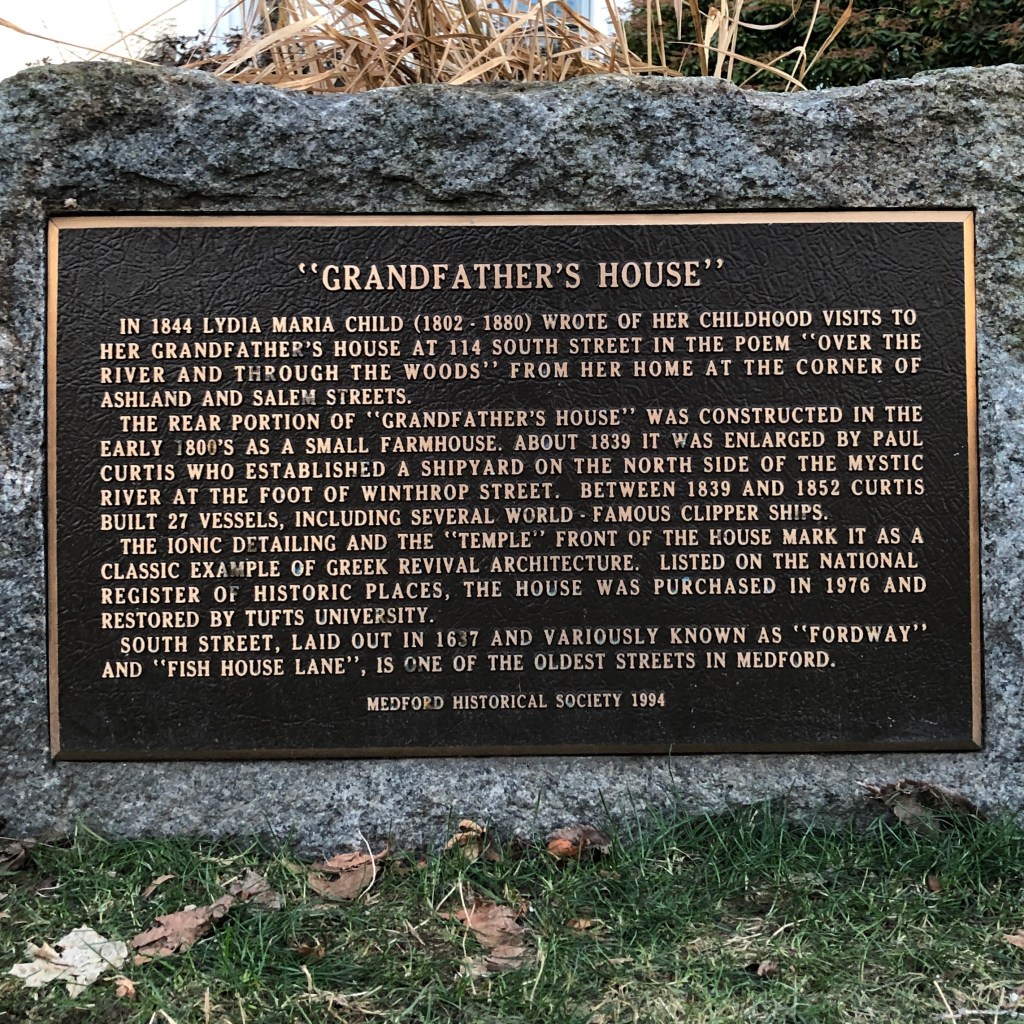 “GRANDFATHER'S HOUSE”
IN 1844 LYDIA MARIA CHILD (1802 - 1880) WROTE OF HER CHILDHOOD VISITS TO
HER GRANDFATHER'S HOUSE AT 114 SOUTH STREET IN THE POEM “OVER THE
RIVER AND THROUGH THE WOODS” FROM HER HOME AT THE CORNER OF
ASHLAND AND SALEM STREETS.
THE REAR PORTION OF “GRANDFATHER'S HOUSE” WAS CONSTRUCTED IN THE
EARLY 1800'S AS A SMALL FARMHOUSE. ABOUT 1839 IT WAS ENLARGED BY PAUL
CURTIS WHO ESTABLISHED A SHIPYARD ON THE NORTH SIDE OF THE MYSTIC
RIVER AT THE FOOT OF WINTHROP STREET. BETWEEN 1839 AND 1852 CURTIS
BUILT 27 VESSELS, INCLUDING SEVERAL WORLD - FAMOUS CLIPPER SHIPS.
THE IONIC DETAILING AND THE “TEMPLE” FRONT OF THE HOUSE MARK IT AS A
CLASSIC EXAMPLE OF GREEK REVIVAL ARCHITECTURE. LISTED ON THE NATIONAL
REGISTER OF HISTORIC PLACES, THE HOUSE WAS PURCHASED IN 1976 AND
RESTORED BY TUFTS UNIVERSITY.
SOUTH STREET, LAID OUT IN 1637 AND VARIOUSLY KNOWN AS “FORDWAY”
AND “FISH HOUSE LANE”, IS ONE OF THE OLDEST STREETS IN MEDFORD.
MEDFORD HISTORICAL SOCIETY 1994